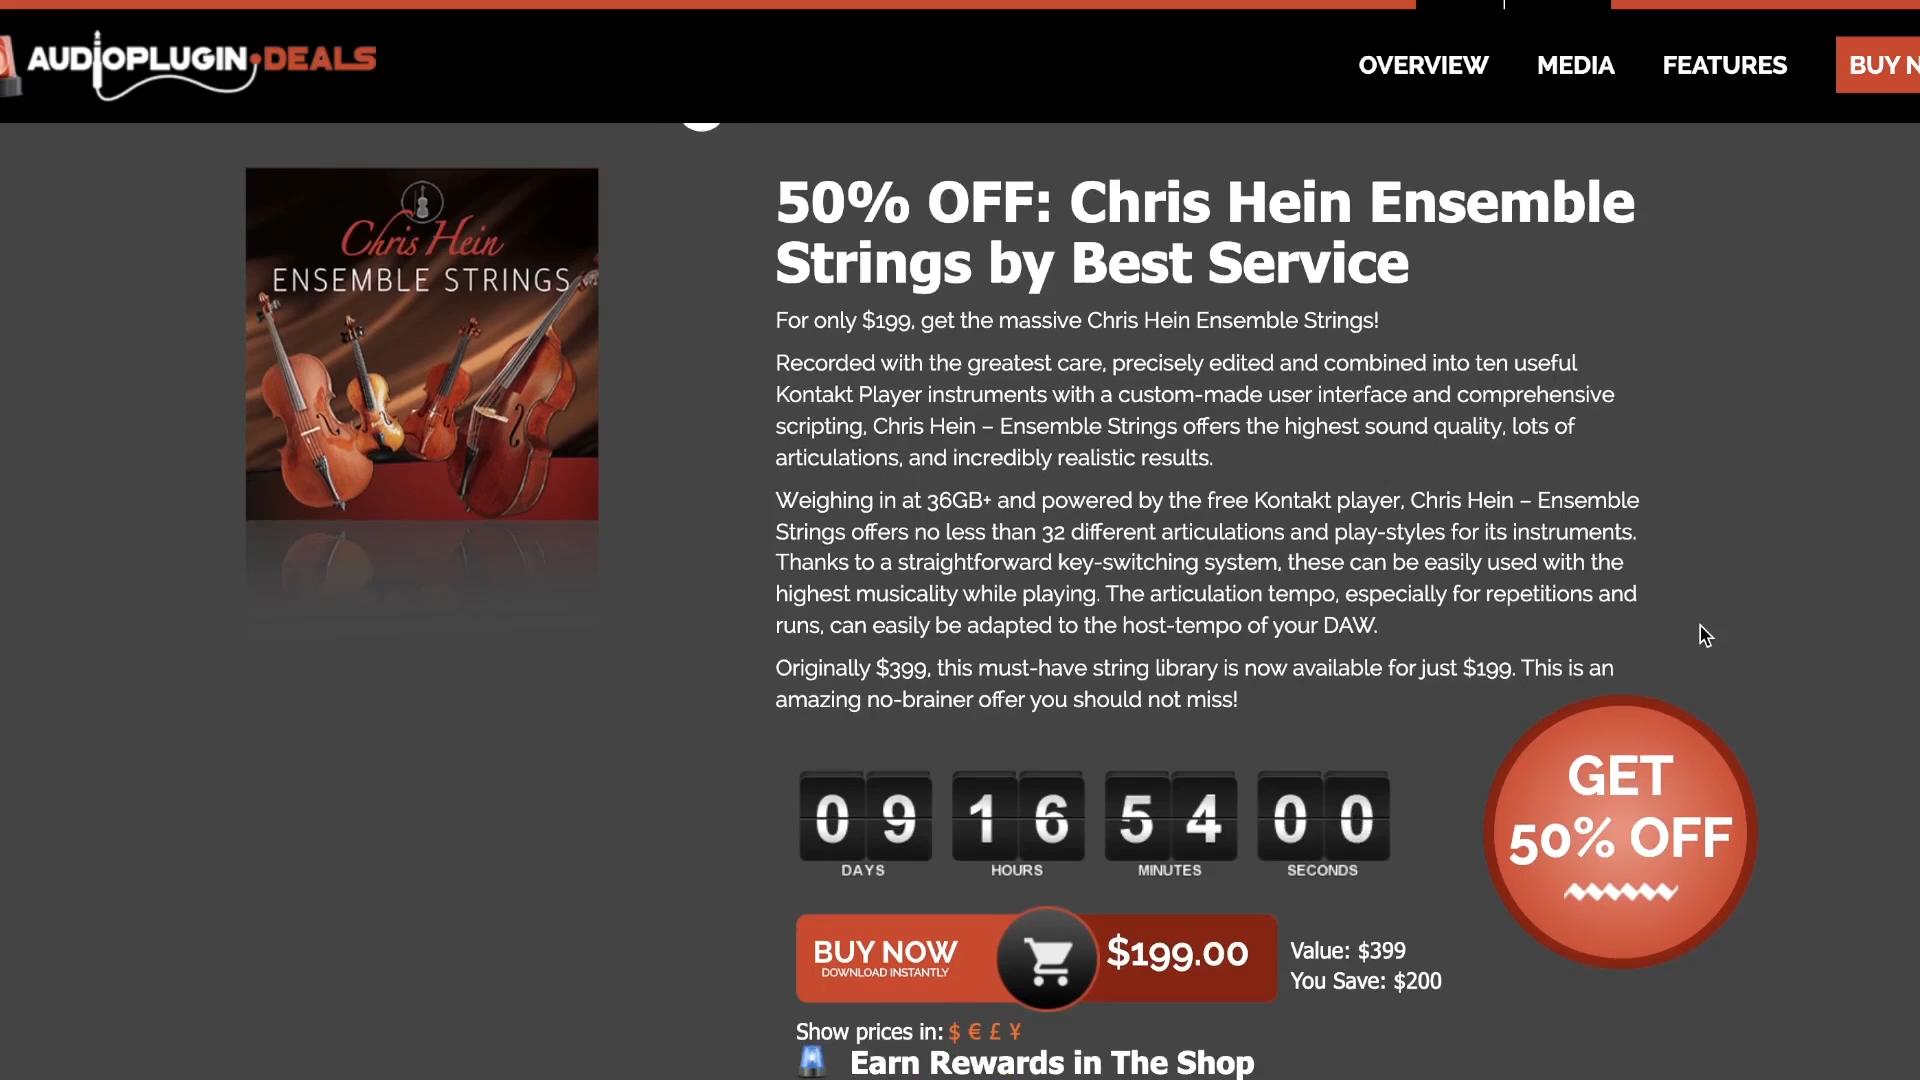 AUDIOPLUGIN•DEALS
OVERVIEW MEDIA FEATURES BUY N
Chris Hein
ENSEMBLE STRINGS
50% OFF: Chris Hein Ensemble
Strings by Best Service
For only $199, get the massive Chris Hein Ensemble Strings!
Recorded with the greatest care, precisely edited and combined into ten useful
Kontakt Player instruments with a custom-made user interface and comprehensive
scripting, Chris Hein – Ensemble Strings offers the highest sound quality, lots of
articulations, and incredibly realistic results.
Weighing in at 36GB+ and powered by the free Kontakt player, Chris Hein – Ensemble
Strings offers no less than 32 different articulations and play-styles for its instruments.
Thanks to a straightforward key-switching system, these can be easily used with the
highest musicality while playing. The articulation tempo, especially for repetitions and
runs, can easily be adapted to the host-tempo of your DAW.
Originally $399, this must-have string library is now available for just $199. This is an
amazing no-brainer offer you should not miss!
09 16 54 00
DAYS HOURS MINUTES SECONDS
GET
50% OFF
BUY NOW
DOWNLOAD INSTANTLY
$199.00
Value: $399
You Save: $200
Show prices in: $ € £ ¥
Earn Rewards in The Shop